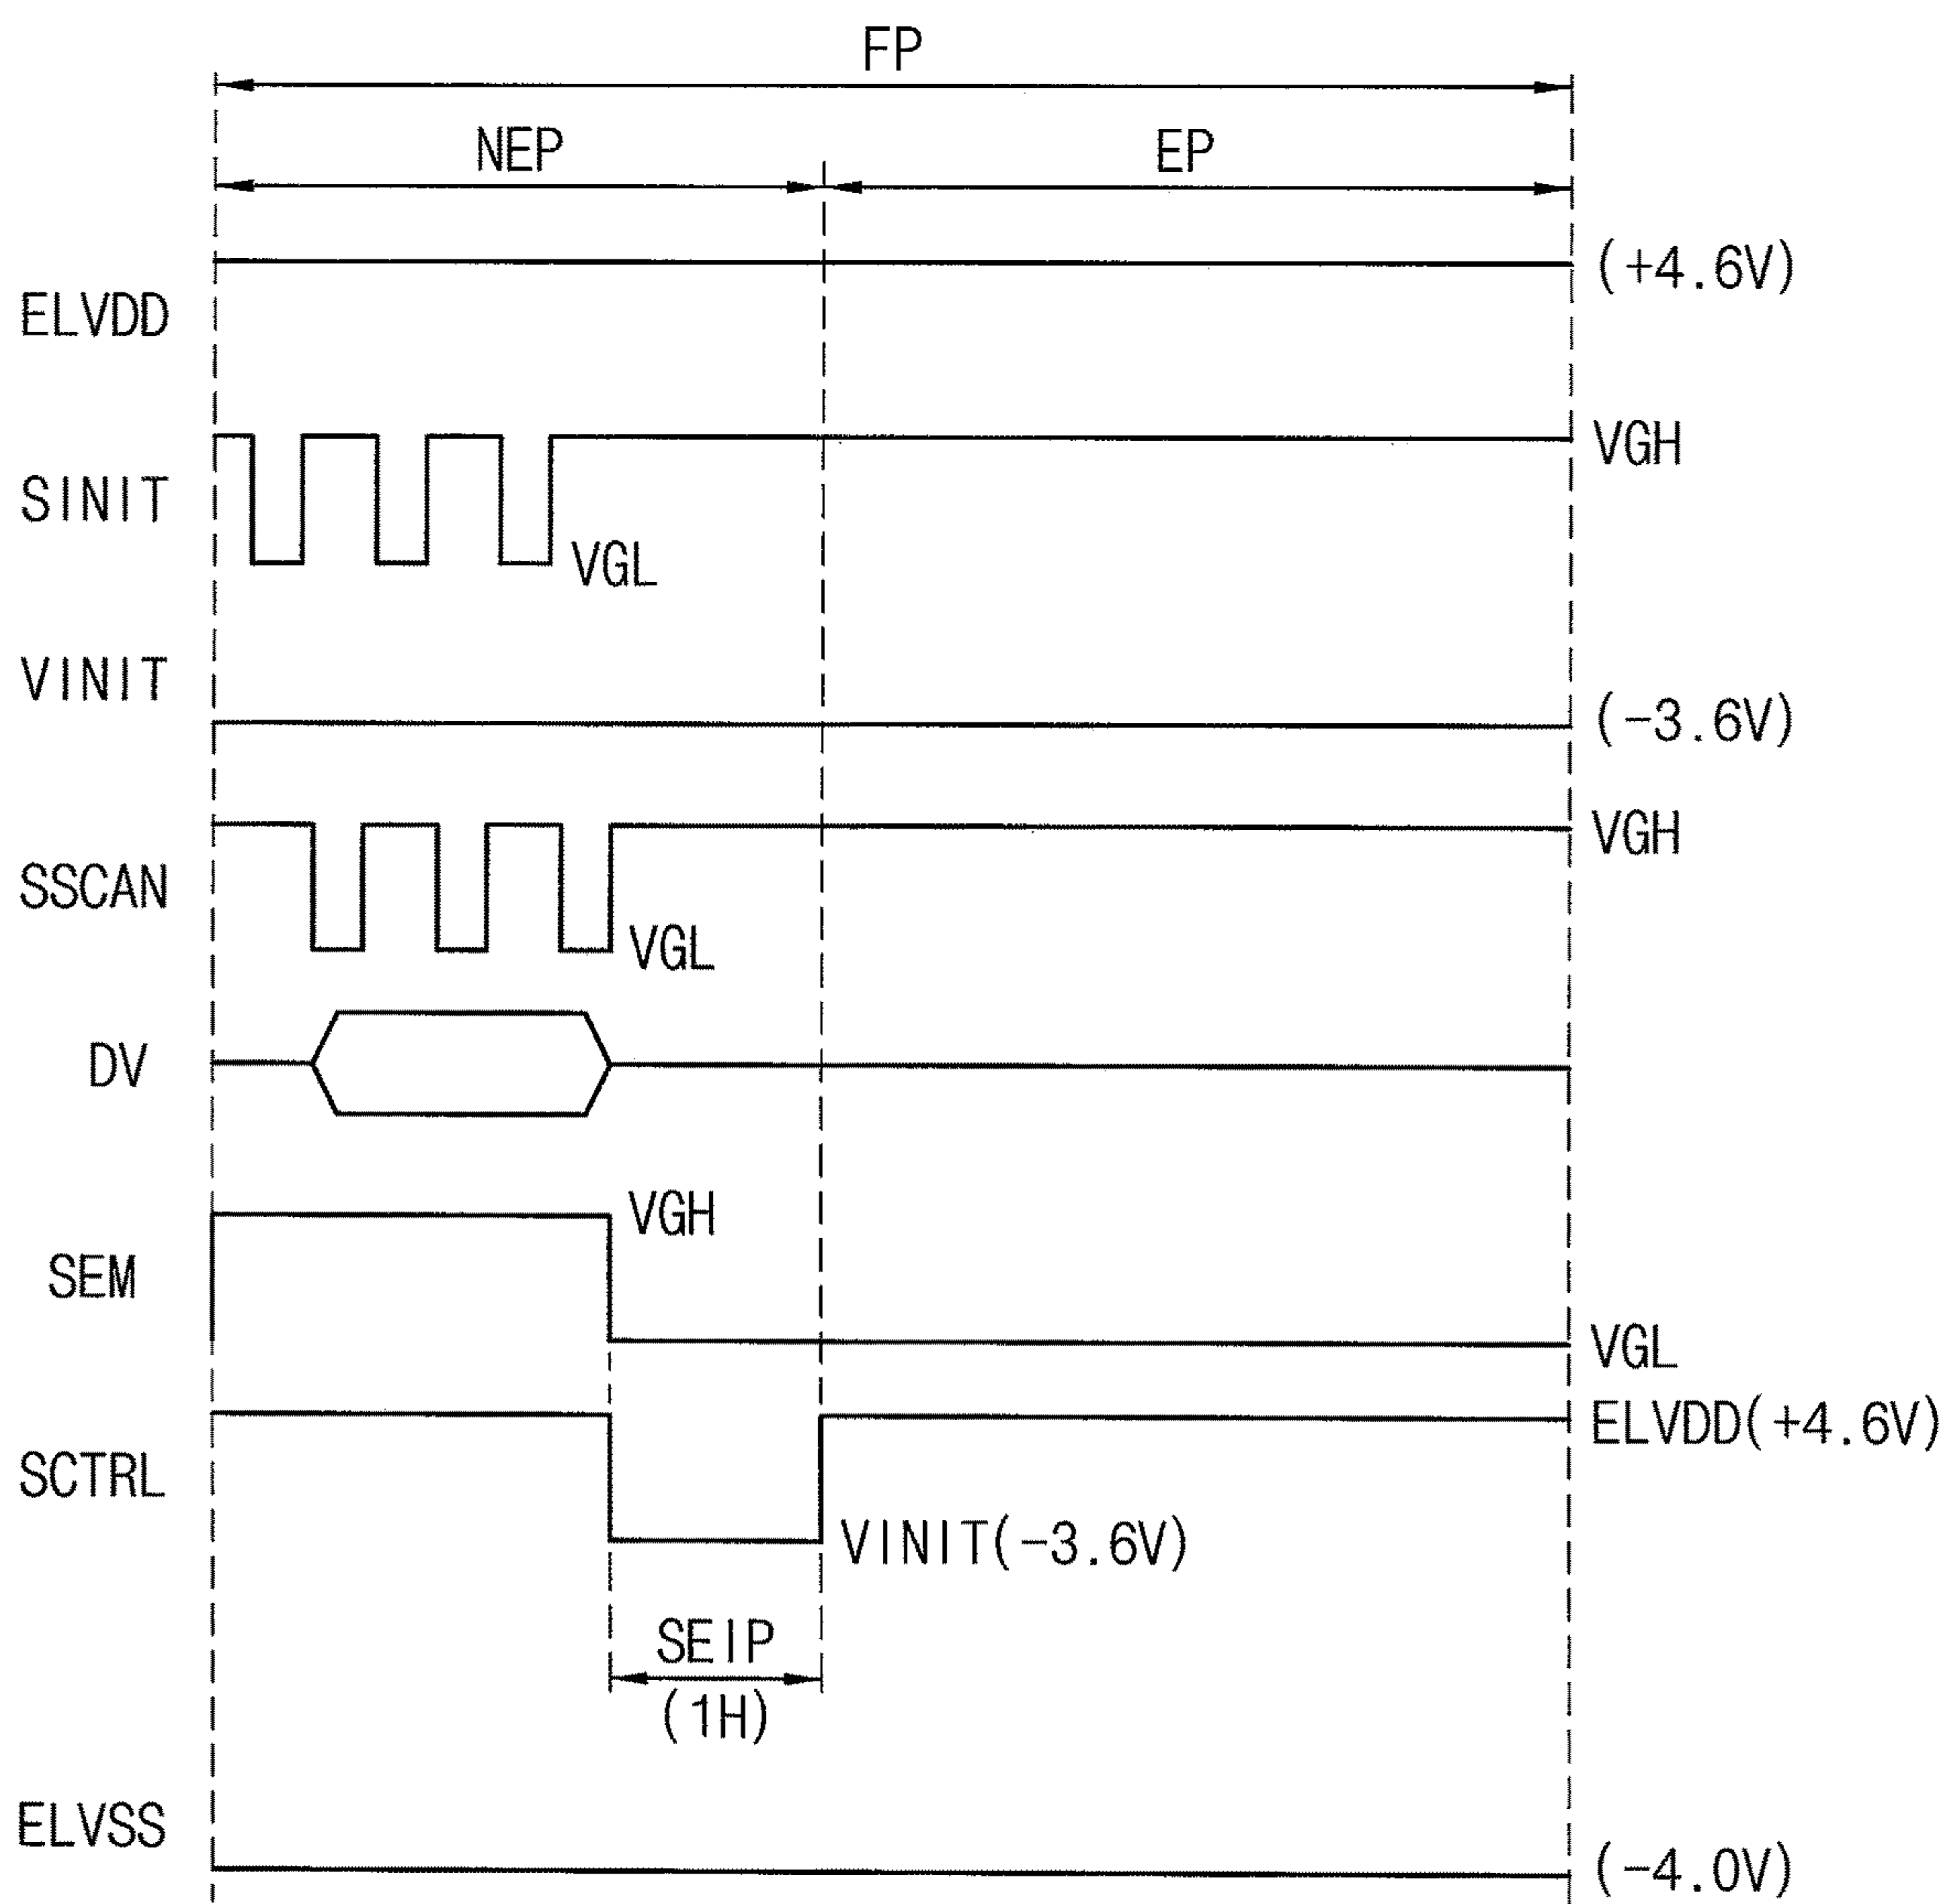 FP
NEP
EP
ELVDD
(+4.6V)
SINIT
VGH
VGL
VINIT
(-3.6V)
SSCAN
VGH
VGL
DV
SEM
VGH
VGL
SCTRL
ELVDD(+4.6V)
VINIT(-3.6V)
SEIP
(1H)
ELVSS
(-4.0V)